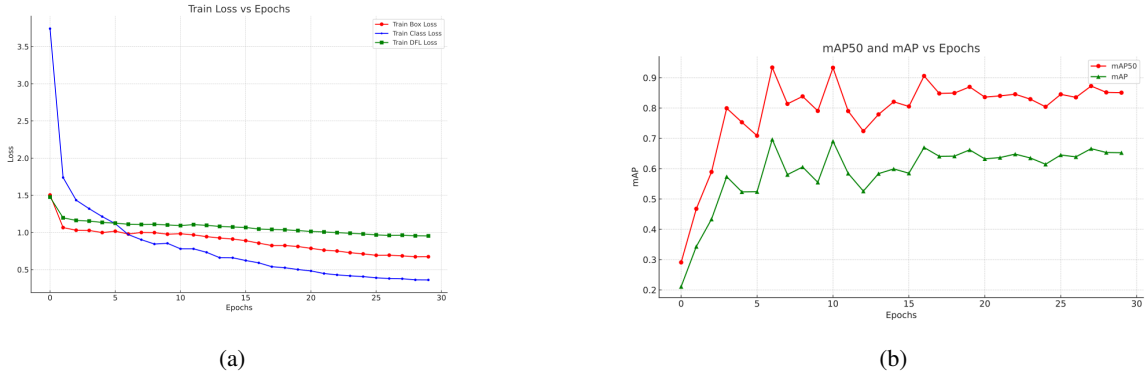 Train Loss vs Epochs
Train Box Loss
Train Class Loss
Train DFL Loss
Loss
3.5
3.0
2.5
2.0
1.5
1.0
0.5
0
5
10
15
20
25
30
Epochs
(a)
mAP50 and mAP vs Epochs
mAP50
mAP
mAP
0.9
0.8
0.7
0.6
0.5
0.4
0.3
0.2
0
5
10
15
20
25
30
Epochs
(b)